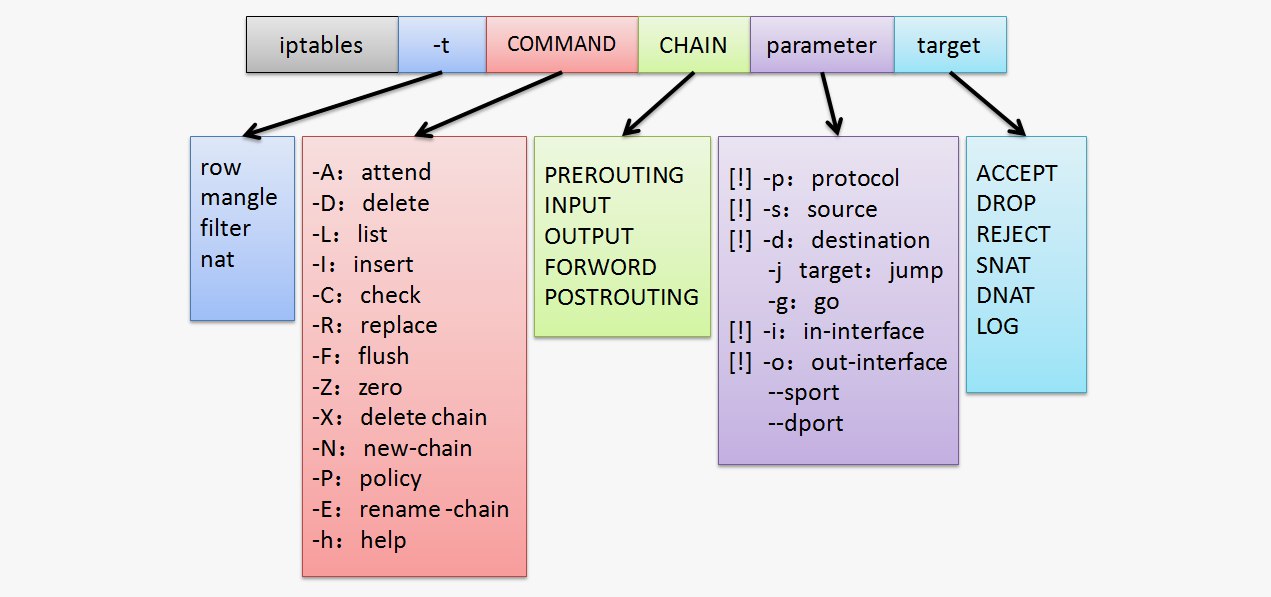 iptables -t COMMAND CHAIN parameter target
row
mangle
filter
nat
-A：attend
-D：delete
-L：list
-I：insert
-C：check
-R：replace
-F：flush
-Z：zero
-X：delete chain
-N：new-chain
-P：policy
-E：rename-chain
-h：help
PREROUTING
INPUT
OUTPUT
FORWORD
POSTROUTING
[!] -p：protocol
[!] -s：source
[!] -d：destination
-j target：jump
-g：go
[!] -i：in-interface
[!] -o：out-interface
--sport
--dport
ACCEPT
DROP
REJECT
SNAT
DNAT
LOG